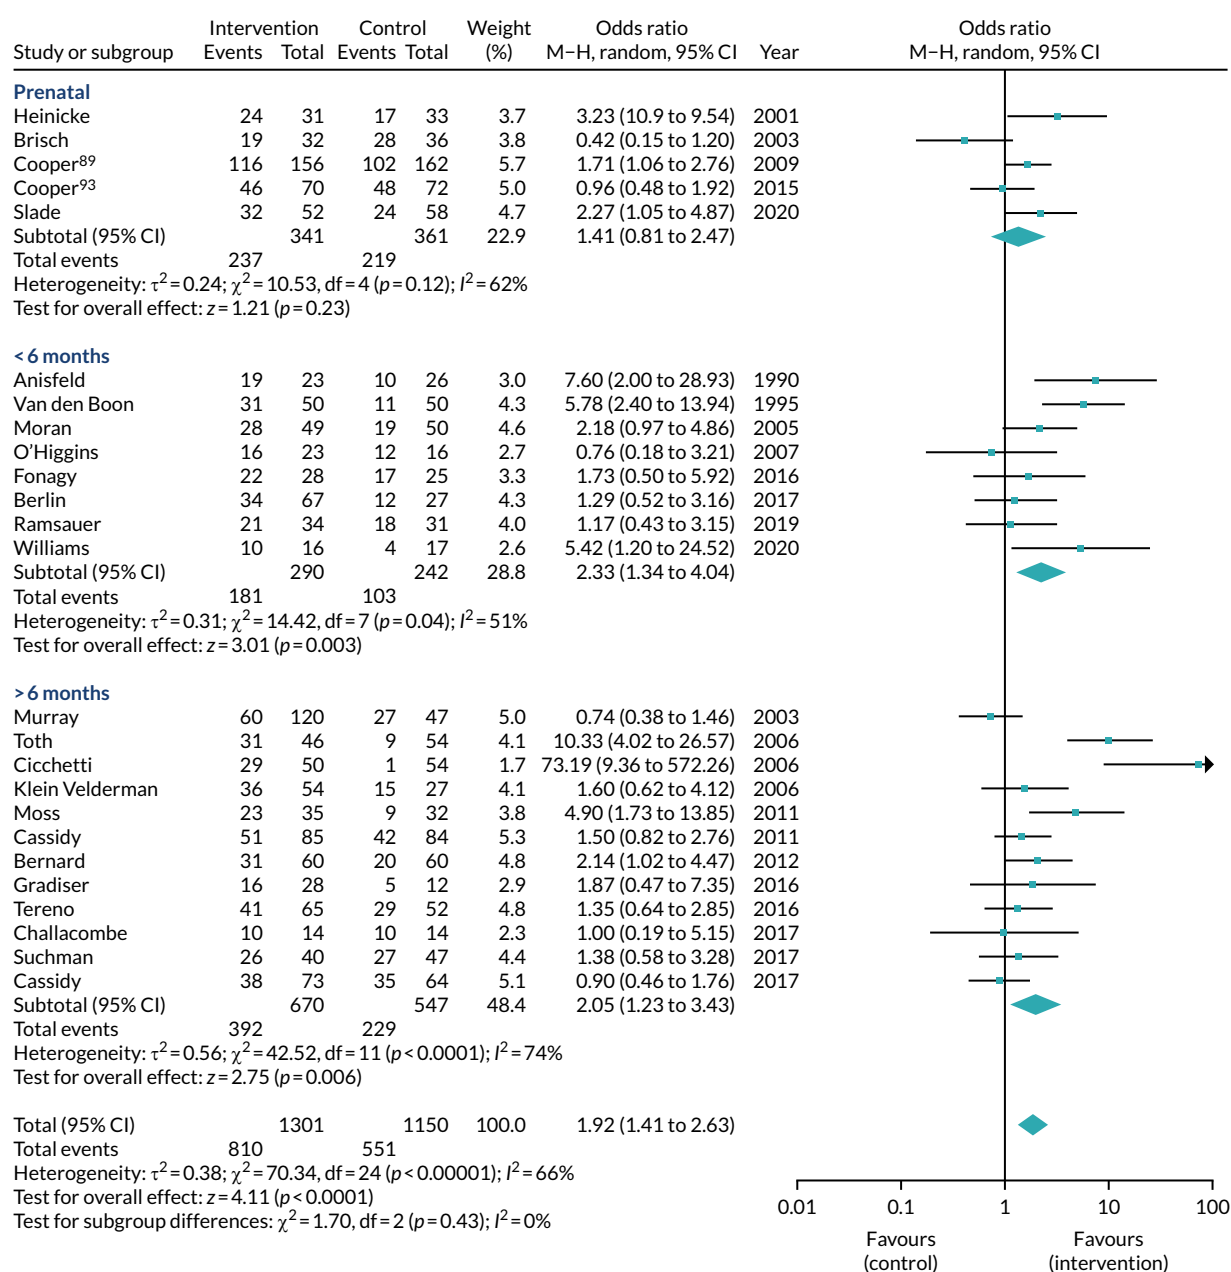 Intervention Control Weight Odds ratio Odds ratio
Study or subgroup Events Total Events Total (%) M–H, random, 95% CI Year M–H, random, 95% CI
Prenatal
Heinicke 24 31 17 33 3.7 3.23 (10.9 to 9.54) 2001
Brisch 19 32 28 36 3.8 0.42 (0.15 to 1.20) 2003
Cooper⁸⁹ 116 156 102 162 5.7 1.71 (1.06 to 2.76) 2009
Cooper⁹³ 46 70 48 72 5.0 0.96 (0.48 to 1.92) 2015
Slade 32 52 24 58 4.7 2.27 (1.05 to 4.87) 2020
Subtotal (95% CI) 341 361 22.9 1.41 (0.81 to 2.47)
Total events 237 219
Heterogeneity: τ²=0.24; χ²=10.53, df=4 (p=0.12); I²=62%
Test for overall effect: z=1.21 (p=0.23)
<6 months
Anisfeld 19 23 10 26 3.0 7.60 (2.00 to 28.93) 1990
Van den Boon 31 50 11 50 4.3 5.78 (2.40 to 13.94) 1995
Moran 28 49 19 50 4.6 2.18 (0.97 to 4.86) 2005
O’Higgins 16 23 12 16 2.7 0.76 (0.18 to 3.21) 2007
Fonagy 22 28 17 25 3.3 1.73 (0.50 to 5.92) 2016
Berlin 34 67 12 27 4.3 1.29 (0.52 to 3.16) 2017
Ramsauer 21 34 18 31 4.0 1.17 (0.43 to 3.15) 2019
Williams 10 16 4 17 2.6 5.42 (1.20 to 24.52) 2020
Subtotal (95% CI) 290 242 28.8 2.33 (1.34 to 4.04)
Total events 181 103
Heterogeneity: τ²=0.31; χ²=14.42, df=7 (p=0.04); I²=51%
Test for overall effect: z=3.01 (p=0.003)
>6 months
Murray 60 120 27 47 5.0 0.74 (0.38 to 1.46) 2003
Toth 31 46 9 54 4.1 10.33 (4.02 to 26.57) 2006
Cicchetti 29 50 1 54 1.7 73.19 (9.36 to 572.26) 2006
Klein Velderman 36 54 15 27 4.1 1.60 (0.62 to 4.12) 2006
Moss 23 35 9 32 3.8 4.90 (1.73 to 13.85) 2011
Cassidy 51 85 42 84 5.3 1.50 (0.82 to 2.76) 2011
Bernard 31 60 20 60 4.8 2.14 (1.02 to 4.47) 2012
Gradiser 16 28 5 12 2.9 1.87 (0.47 to 7.35) 2016
Tereno 41 65 29 52 4.8 1.35 (0.64 to 2.85) 2016
Challacombe 10 14 10 14 2.3 1.00 (0.19 to 5.15) 2017
Suchman 26 40 27 47 4.4 1.38 (0.58 to 3.28) 2017
Cassidy 38 73 35 64 5.1 0.90 (0.46 to 1.76) 2017
Subtotal (95% CI) 670 547 48.4 2.05 (1.23 to 3.43)
Total events 392 229
Heterogeneity: τ²=0.56; χ²=42.52, df=11 (p<0.0001); I²=74%
Test for overall effect: z=2.75 (p=0.006)
Total (95% CI) 1301 1150 100.0 1.92 (1.41 to 2.63)
Total events 810 551
Heterogeneity: τ²=0.38; χ²=70.34, df=24 (p<0.00001); I²=66%
Test for overall effect: z=4.11 (p<0.0001)
Test for subgroup differences: χ²=1.70, df=2 (p=0.43); I²=0%
0.01 0.1 1 10 100
Favours (control) Favours (intervention)